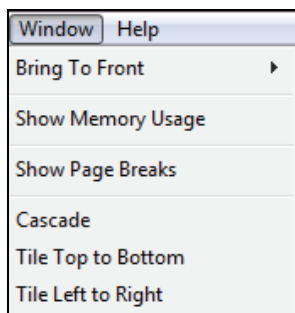 Window Help
Bring To Front
Show Memory Usage
Show Page Breaks
Cascade
Tile Top to Bottom
Tile Left to Right